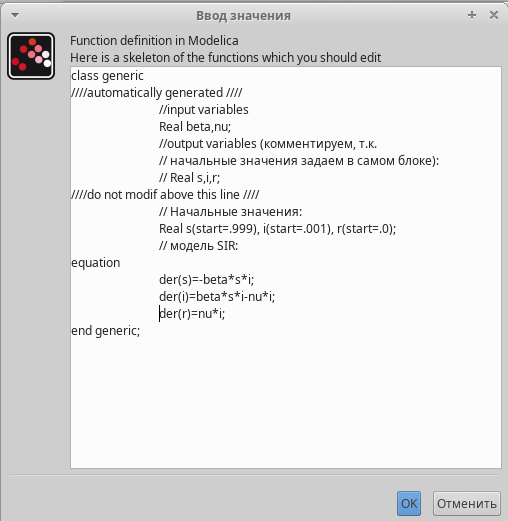 Ввод значения
Function definition in Modelica
Here is a skeleton of the functions which you should edit
class generic
////automatically generated ////
//input variables
Real beta,nu;
//output variables (комментируем, т.к.
// начальные значения задаем в самом блоке):
// Real s,i,r;
////do not modif above this line ////
// Начальные значения:
Real s(start=.999), i(start=.001), r(start=.0);
// модель SIR:
equation
der(s)=-beta*s*i;
der(i)=beta*s*i-nu*i;
der(r)=nu*i;
end generic;
OK
Отменить